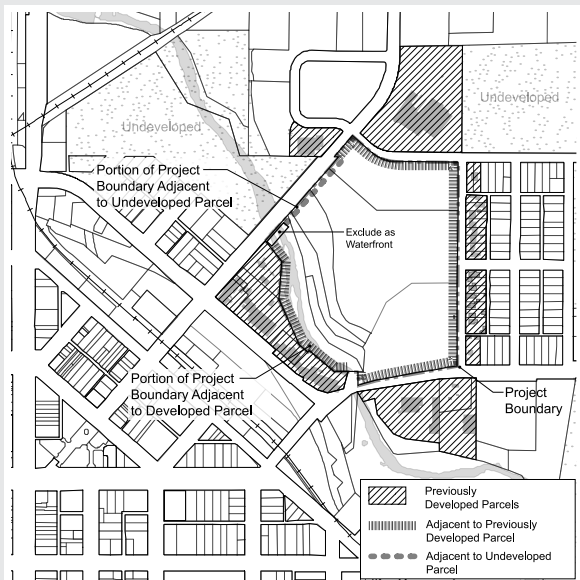 Undeveloped
Undeveloped
Portion of Project
Boundary Adjacent
to Undeveloped Parcel
Exclude as
Waterfront
Portion of Project
Boundary Adjacent
to Developed Parcel
Project
Boundary
Previously
Developed Parcels
Adjacent to Previously
Developed Parcel
Adjacent to Undeveloped
Parcel